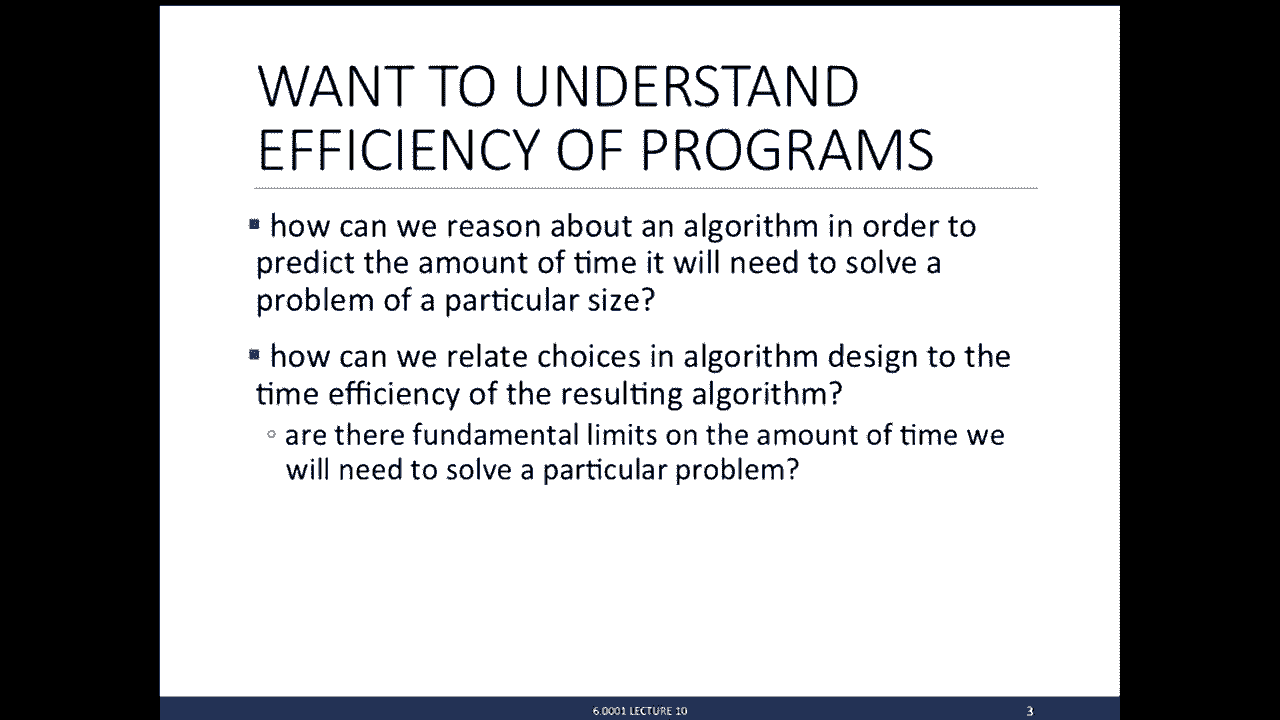 WANT TO UNDERSTAND
EFFICIENCY OF PROGRAMS
▪ how can we reason about an algorithm in order to
predict the amount of time it will need to solve a
problem of a particular size?
▪ how can we relate choices in algorithm design to the
time efficiency of the resulting algorithm?
◦ are there fundamental limits on the amount of time we
will need to solve a particular problem?
6.0001 LECTURE 10
3